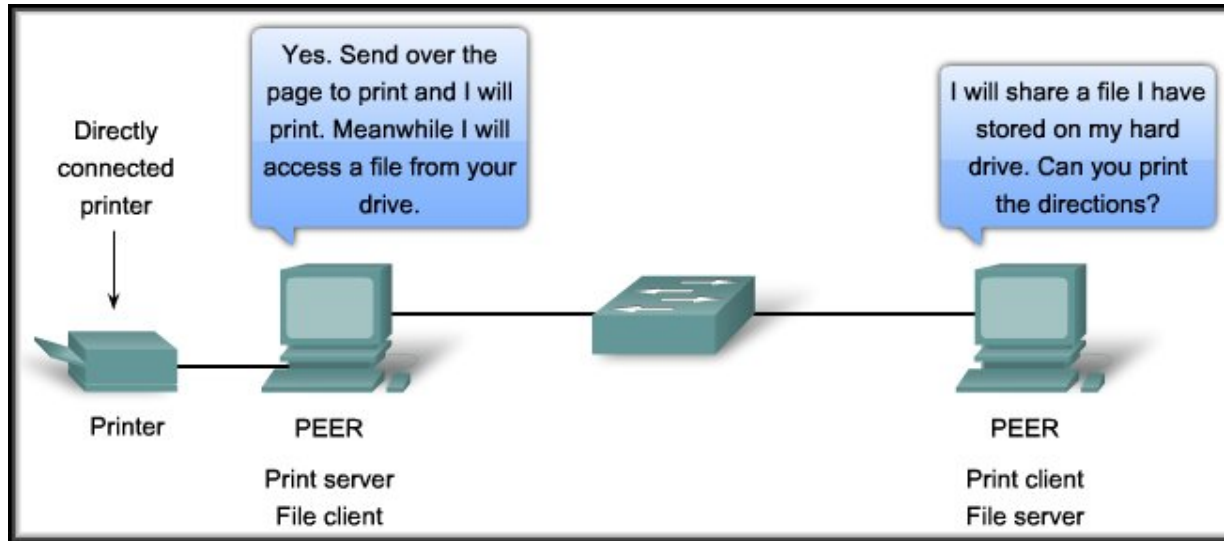 Directly
connected
printer
Yes. Send over the
page to print and I will
print. Meanwhile I will
access a file from your
drive.
I will share a file I have
stored on my hard
drive. Can you print
the directions?
Printer
PEER
Print server
File client
PEER
Print client
File server